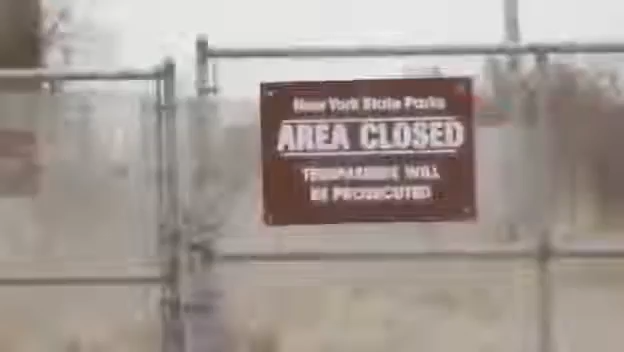 New York State Parks
AREA CLOSED
TRESPASSERS WILL
BE PROSECUTED